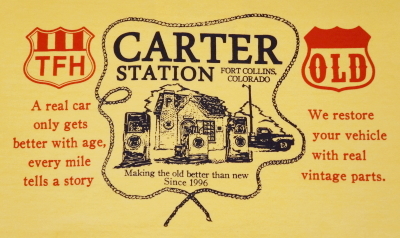 TFH
A real car
only gets
better with age,
every mile
tells a story
CARTER
STATION
FORT COLLINS,
COLORADO
Making the old better than new
Since 1996
OLD
We restore
your vehicle
with real
vintage parts.